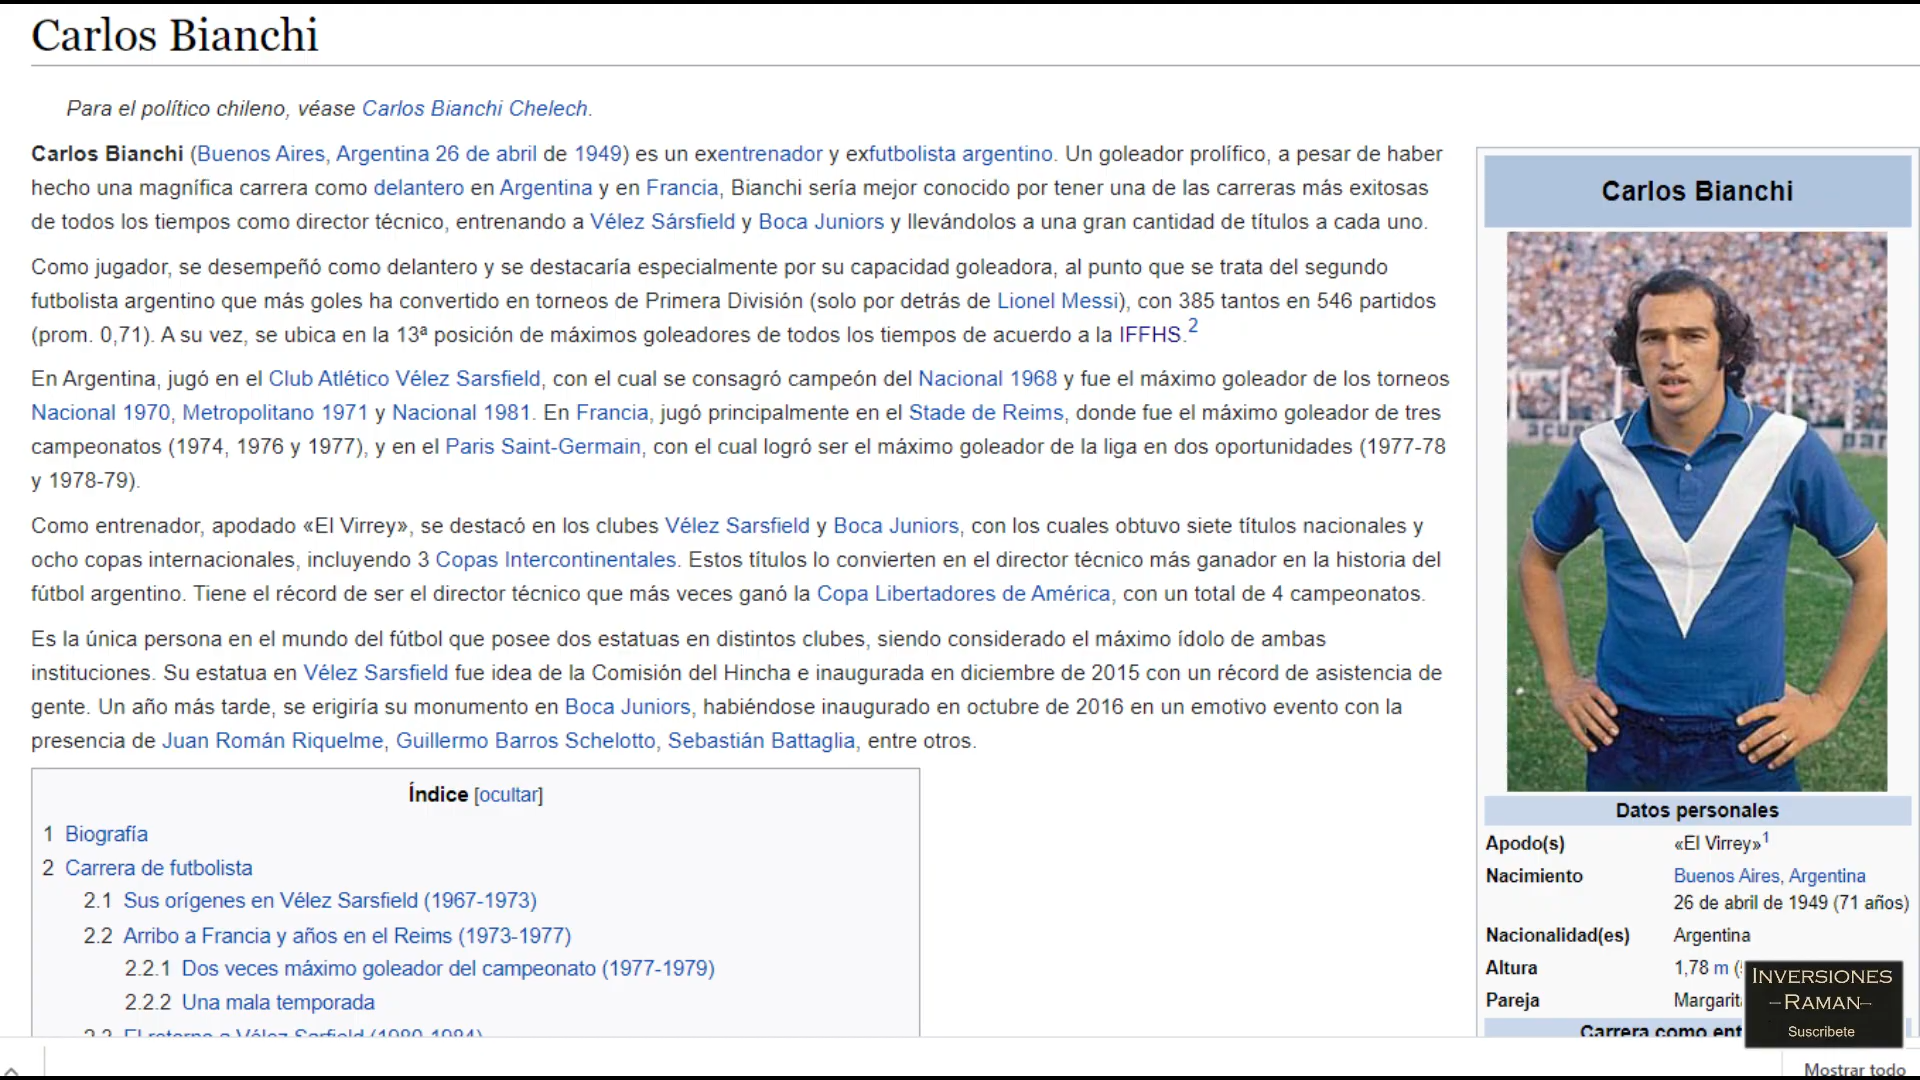 Carlos Bianchi
Para el político chileno, véase Carlos Bianchi Chelech.
Carlos Bianchi (Buenos Aires, Argentina 26 de abril de 1949) es un exentrenador y exfutbolista argentino. Un goleador prolífico, a pesar de haber
hecho una magnífica carrera como delantero en Argentina y en Francia, Bianchi sería mejor conocido por tener una de las carreras más exitosas
de todos los tiempos como director técnico, entrenando a Vélez Sársfield y Boca Juniors y llevándolos a una gran cantidad de títulos a cada uno.
Como jugador, se desempeñó como delantero y se destacaría especialmente por su capacidad goleadora, al punto que se trata del segundo
futbolista argentino que más goles ha convertido en torneos de Primera División (solo por detrás de Lionel Messi), con 385 tantos en 546 partidos
(prom. 0,71). A su vez, se ubica en la 13ª posición de máximos goleadores de todos los tiempos de acuerdo a la IFFHS.2
En Argentina, jugó en el Club Atlético Vélez Sarsfield, con el cual se consagró campeón del Nacional 1968 y fue el máximo goleador de los torneos
Nacional 1970, Metropolitano 1971 y Nacional 1981. En Francia, jugó principalmente en el Stade de Reims, donde fue el máximo goleador de tres
campeonatos (1974, 1976 y 1977), y en el Paris Saint-Germain, con el cual logró ser el máximo goleador de la liga en dos oportunidades (1977-78
y 1978-79).
Como entrenador, apodado «El Virrey», se destacó en los clubes Vélez Sarsfield y Boca Juniors, con los cuales obtuvo siete títulos nacionales y
ocho copas internacionales, incluyendo 3 Copas Intercontinentales. Estos títulos lo convierten en el director técnico más ganador en la historia del
fútbol argentino. Tiene el récord de ser el director técnico que más veces ganó la Copa Libertadores de América, con un total de 4 campeonatos.
Es la única persona en el mundo del fútbol que posee dos estatuas en distintos clubes, siendo considerado el máximo ídolo de ambas
instituciones. Su estatua en Vélez Sarsfield fue idea de la Comisión del Hincha e inaugurada en diciembre de 2015 con un récord de asistencia de
gente. Un año más tarde, se erigiría su monumento en Boca Juniors, habiéndose inaugurado en octubre de 2016 en un emotivo evento con la
presencia de Juan Román Riquelme, Guillermo Barros Schelotto, Sebastián Battaglia, entre otros.
Índice [ocultar]
1 Biografía
2 Carrera de futbolista
2.1 Sus orígenes en Vélez Sarsfield (1967-1973)
2.2 Arribo a Francia y años en el Reims (1973-1977)
2.2.1 Dos veces máximo goleador del campeonato (1977-1979)
2.2.2 Una mala temporada
2.3 El retorno a Vélez Sarfield (1980-1984)
Carlos Bianchi
Datos personales
Apodo(s) «El Virrey»1
Nacimiento Buenos Aires, Argentina
26 de abril de 1949 (71 años)
Nacionalidad(es) Argentina
Altura 1,78 m
Pareja
Carrera como
INVERSIONES
–RAMAN–
Suscribete
Mostrar todo